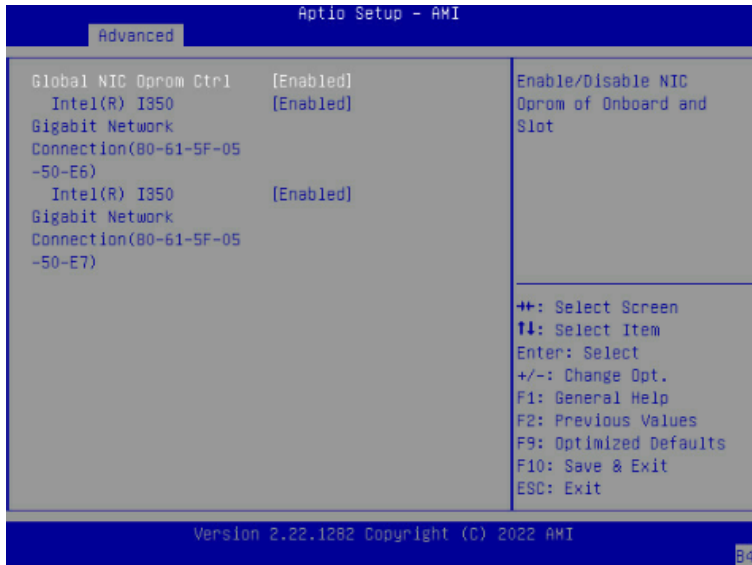 Aptio Setup – AMI
Advanced
Global NIC Oprom Ctrl [Enabled]
Intel(R) I350 [Enabled]
Gigabit Network
Connection(80-61-5F-05
-50-E6)
Intel(R) I350 [Enabled]
Gigabit Network
Connection(80-61-5F-05
-50-E7)
Enable/Disable NIC
Oprom of Onboard and
Slot
→←: Select Screen
↑↓: Select Item
Enter: Select
+/-: Change Opt.
F1: General Help
F2: Previous Values
F9: Optimized Defaults
F10: Save & Exit
ESC: Exit
Version 2.22.1282 Copyright (C) 2022 AMI
B4